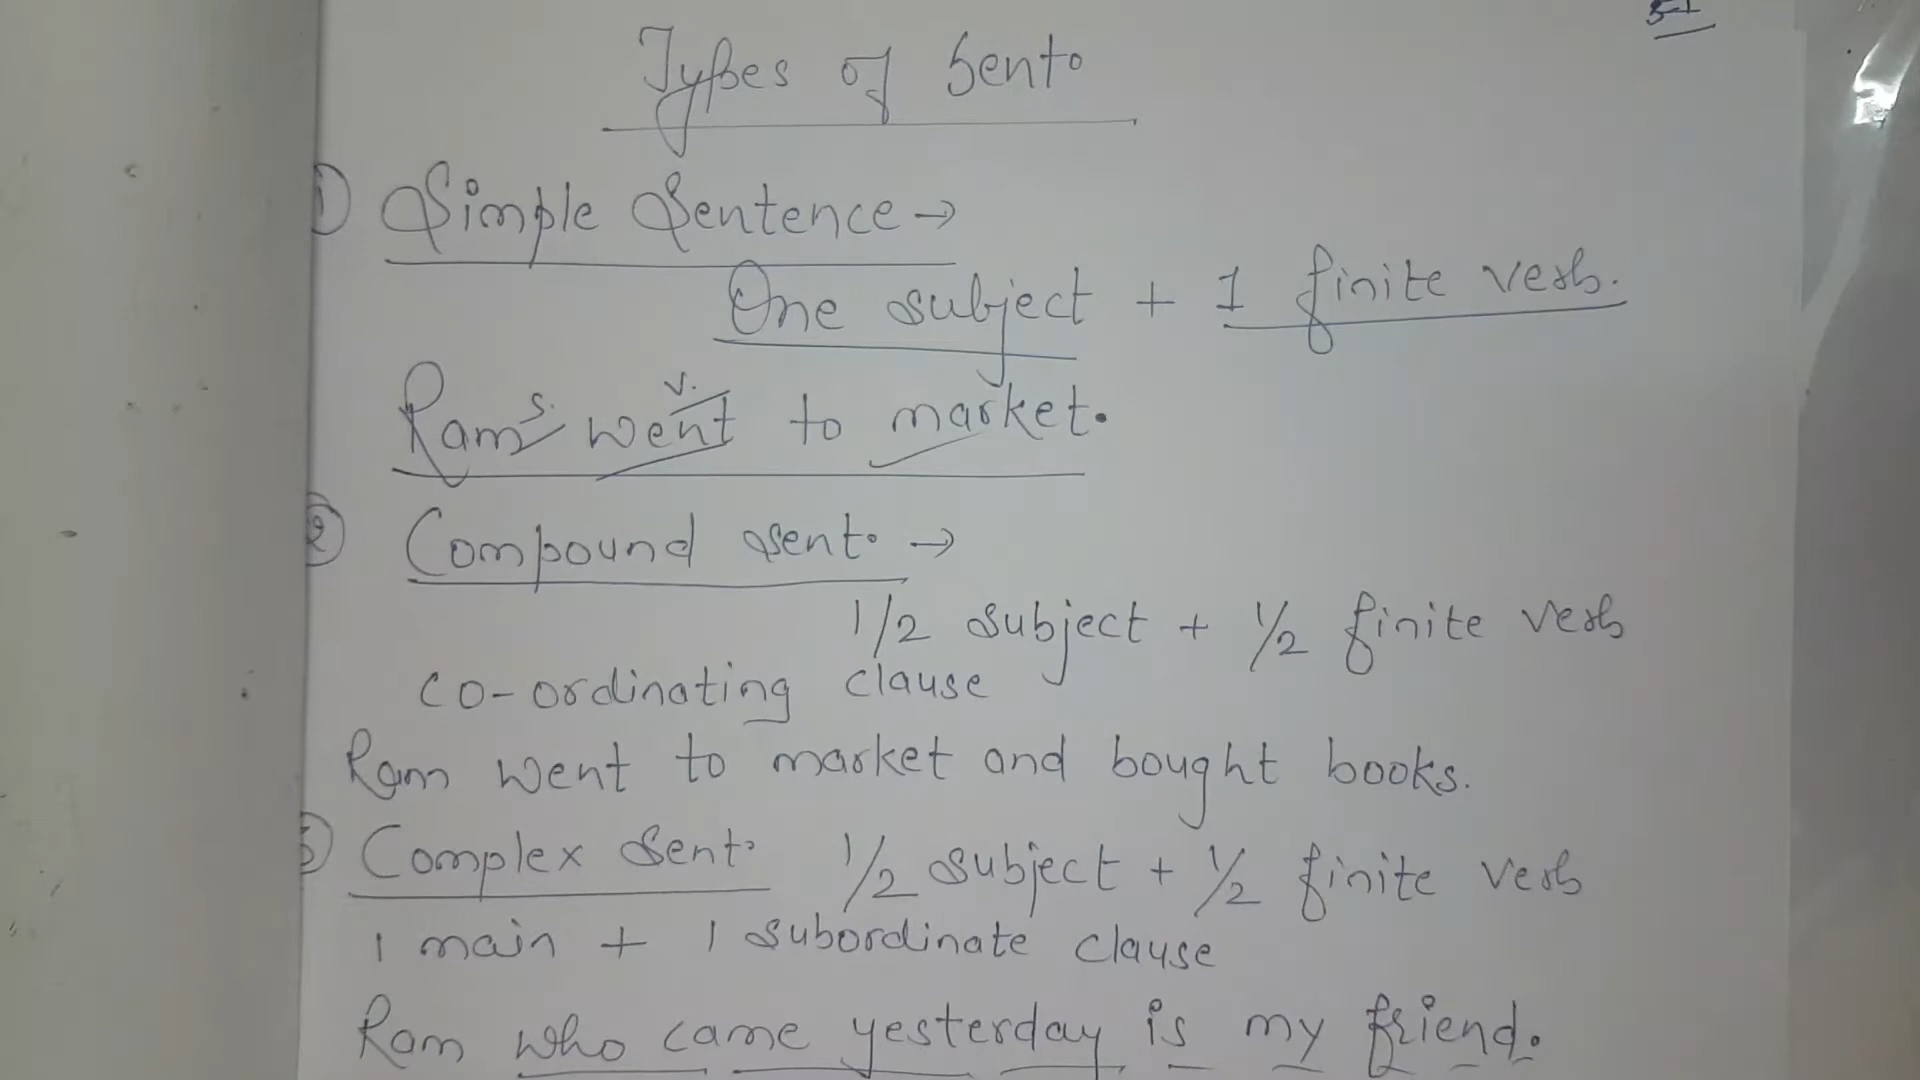 Types of Sent.
1) Simple Sentence →
One subject + 1 finite verb.
S. V.
Ram went to market.
2) Compound sent. →
1/2 subject + 1/2 finite verb
co-ordinating clause
Ram went to market and bought books.
3) Complex Sent. 1/2 subject + 1/2 finite verb
1 main + 1 subordinate clause
Ram who came yesterday is my friend.